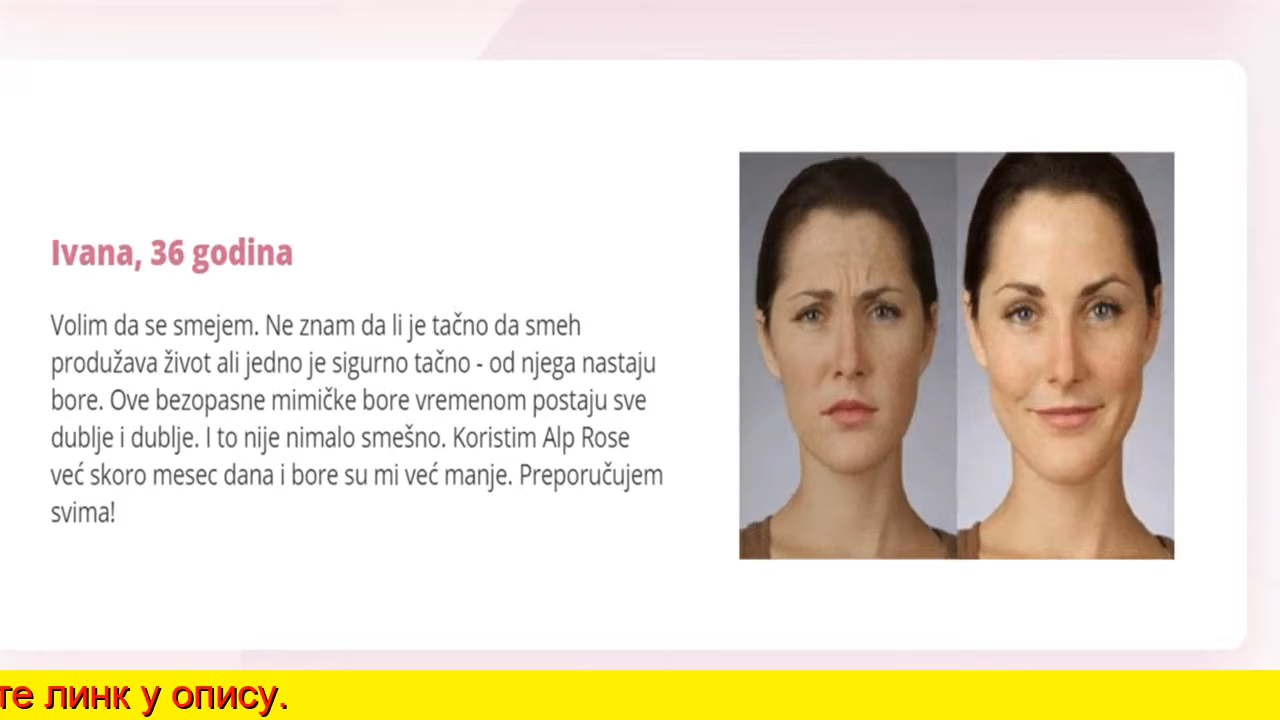 Ivana, 36 godina
Volim da se smejem. Ne znam da li je tačno da smeh
produžava život ali jedno je sigurno tačno - od njega nastaju
bore. Ove bezopasne mimičke bore vremenom postaju sve
dublje i dublje. I to nije nimalo smešno. Koristim Alp Rose
već skoro mesec dana i bore su mi već manje. Preporučujem
svima!
те линк у опису.